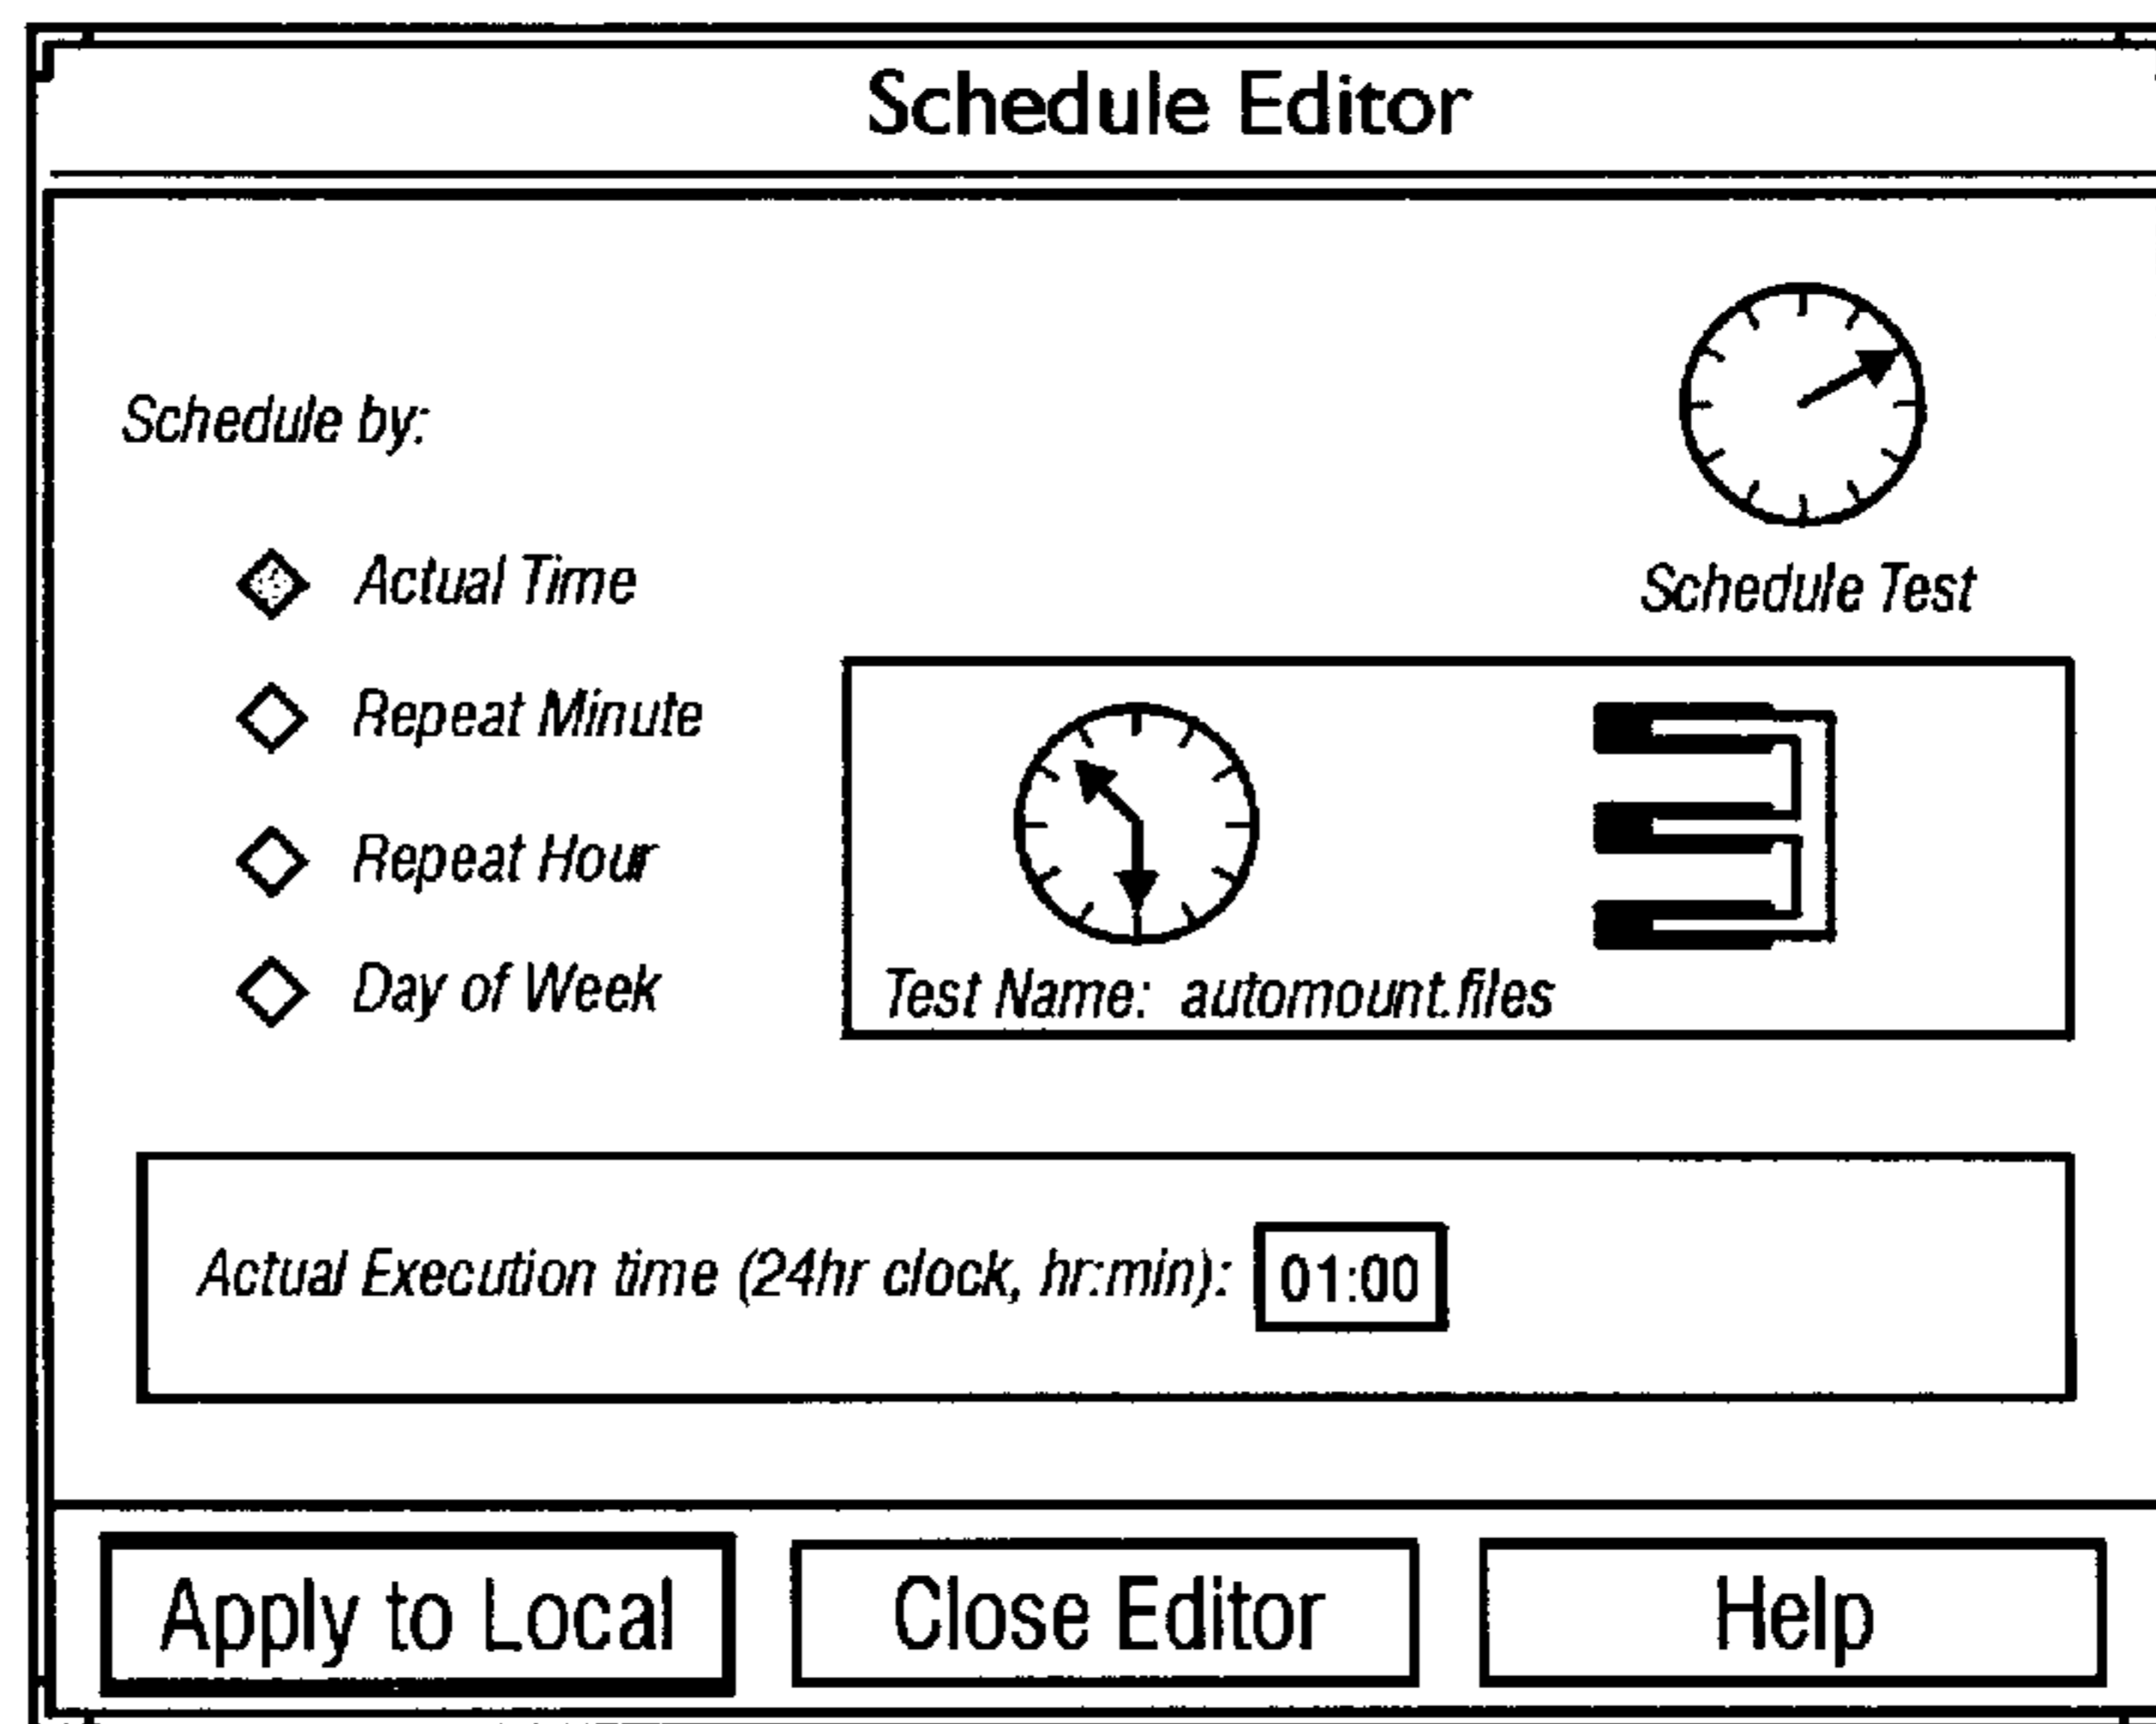 Schedule Editor
Schedule by:
Actual Time
Repeat Minute
Repeat Hour
Day of Week
Schedule Test
Test Name: automount.files
Actual Execution time (24hr clock, hr:min): 01:00
Apply to Local
Close Editor
Help